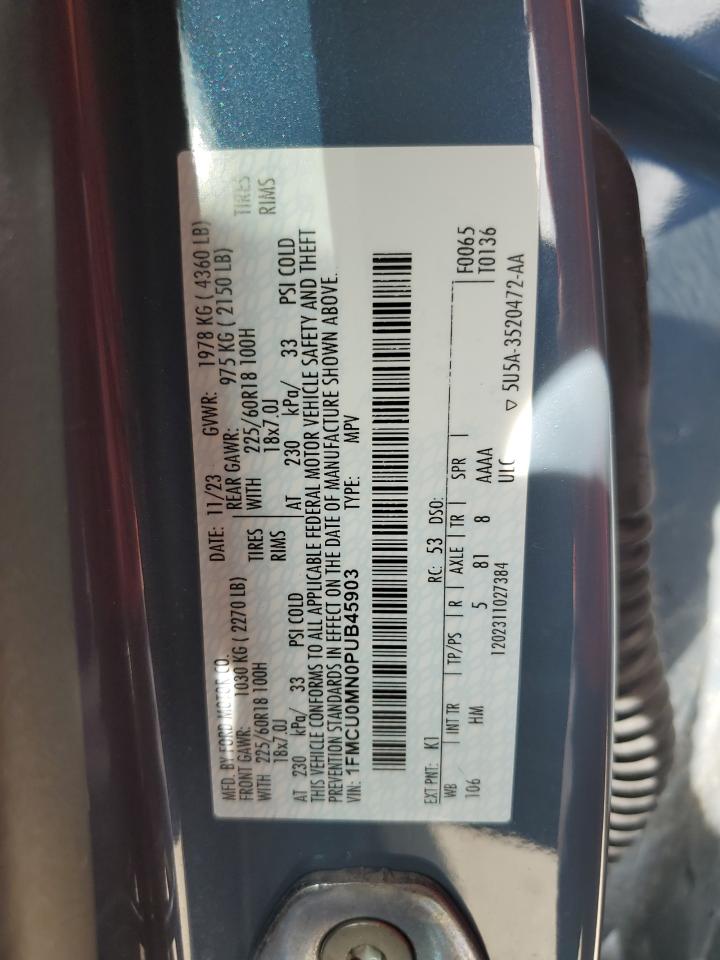 MFD. BY FORD MOTOR CO.
DATE: 11/23 GVWR: 1978 KG ( 4360 LB)
FRONT GAWR: 1030 KG ( 2270 LB) REAR GAWR: 975 KG ( 2150 LB)
WITH 225/60R18 100H TIRES WITH 225/60R18 100H TIRES
18x7.0J RIMS 18x7.0J RIMS
AT 230 kPa/ 33 PSI COLD AT 230 kPa/ 33 PSI COLD
THIS VEHICLE CONFORMS TO ALL APPLICABLE FEDERAL MOTOR VEHICLE SAFETY AND THEFT
PREVENTION STANDARDS IN EFFECT ON THE DATE OF MANUFACTURE SHOWN ABOVE.
VIN: 1FMCU0MN0PUB45903 TYPE: MPV
EXT PNT: K1 RC: 53 DSO: F0065
WB INT TR TP/PS R AXLE TR SPR T0136
106 HM 5 81 8 AAAA
1202311027384 ULC ▽ 5U5A-3520472-AA